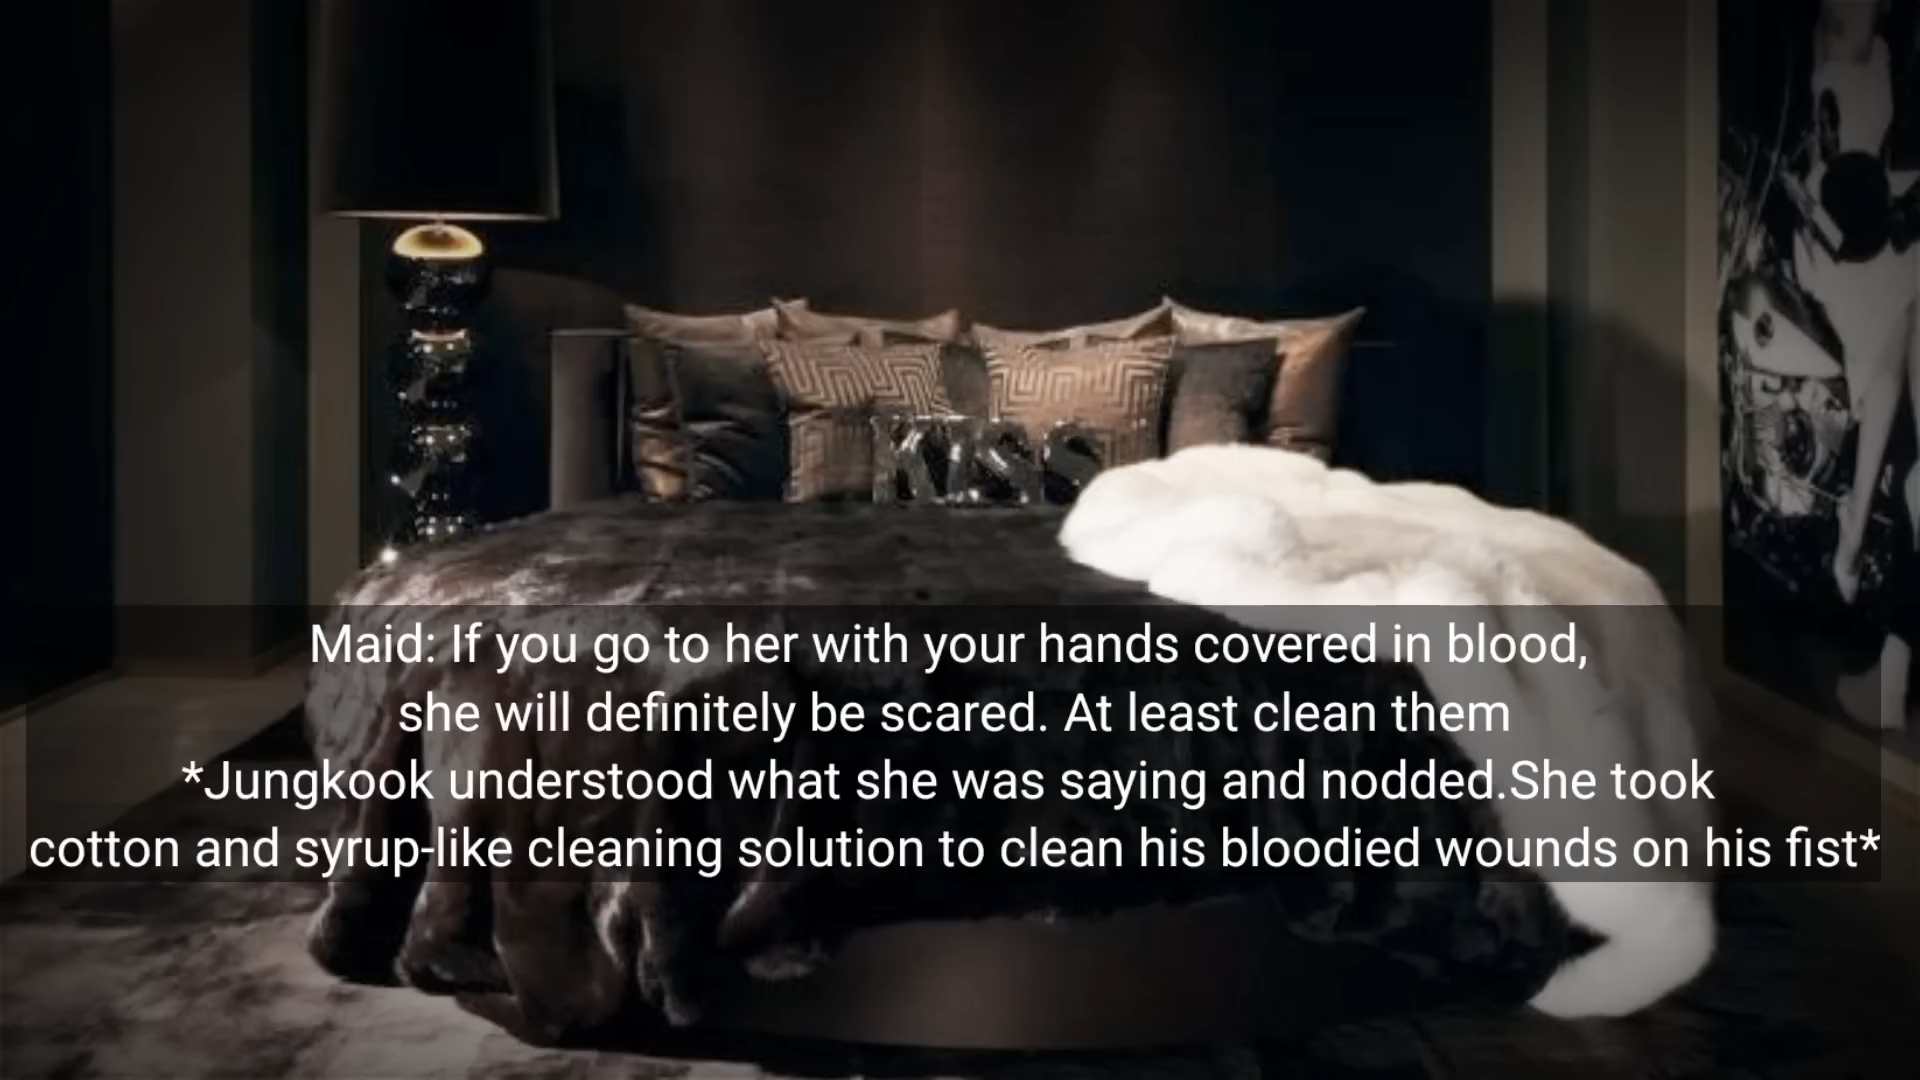 KISS
Maid: If you go to her with your hands covered in blood,
she will definitely be scared. At least clean them
*Jungkook understood what she was saying and nodded.She took
cotton and syrup-like cleaning solution to clean his bloodied wounds on his fist*